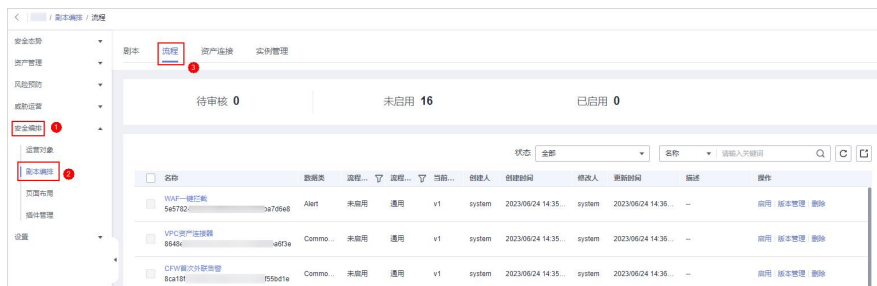 / 剧本编排 / 流程
安全态势
资产管理
风险预防
威胁运营
安全编排 1
运营对象
剧本编排 2
页面布局
插件管理
设置
剧本 流程 资产连接 实例管理
3
待审核 0 未启用 16 已启用 0
状态 全部 名称 请输入关键词
名称 数据类 流程... 流程... 当前... 创建人 创建时间 修改人 更新时间 描述 操作
WAF一键拦截
5e5782 ba7d6e8 Alert 未启用 通用 v1 system 2023/06/24 14:35... system 2023/06/24 14:36... -- 启用 版本管理 删除
VPC资产连接器
8648 a6f3e Commo... 未启用 通用 v1 system 2023/06/24 14:35... system 2023/06/24 14:36... -- 启用 版本管理 删除
CFW首次外联告警
8ca18f f55bd1e Commo... 未启用 通用 v1 system 2023/06/24 14:35... system 2023/06/24 14:36... -- 启用 版本管理 删除